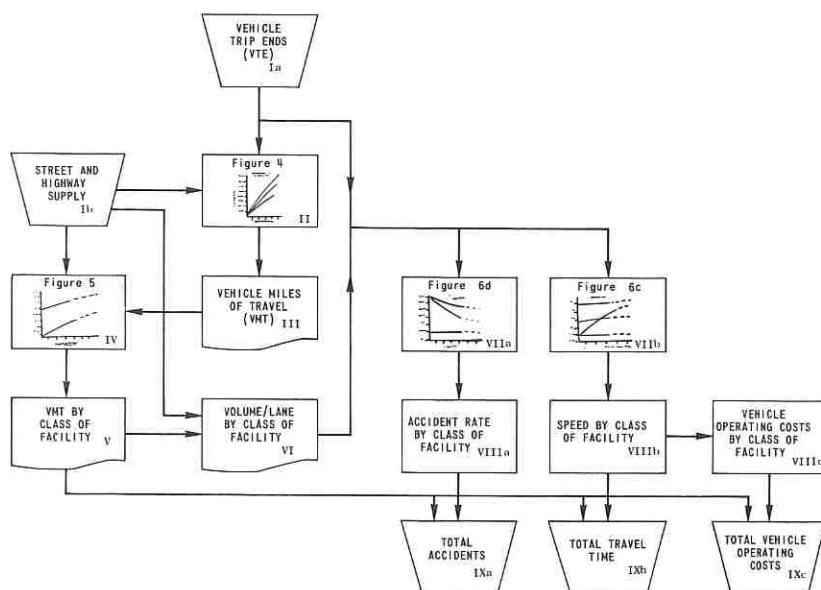 VEHICLE
TRIP ENDS
(VTE)
Ia
STREET AND
HIGHWAY
SUPPLY
Ib
Figure 4
II
Figure 5
IV
VEHICLE MILES
OF TRAVEL
(VMT)
III
VMT BY
CLASS OF
FACILITY
V
VOLUME/LANE
BY CLASS OF
FACILITY
VI
Figure 6d
VIIa
Figure 6c
VIIb
ACCIDENT RATE
BY CLASS OF
FACILITY
VIIIa
SPEED BY CLASS
OF FACILITY
VIIIb
VEHICLE
OPERATING COSTS
BY CLASS OF
FACILITY
VIIIc
TOTAL
ACCIDENTS
IXa
TOTAL TRAVEL
TIME
IXb
TOTAL VEHICLE
OPERATING
COSTS
IXc